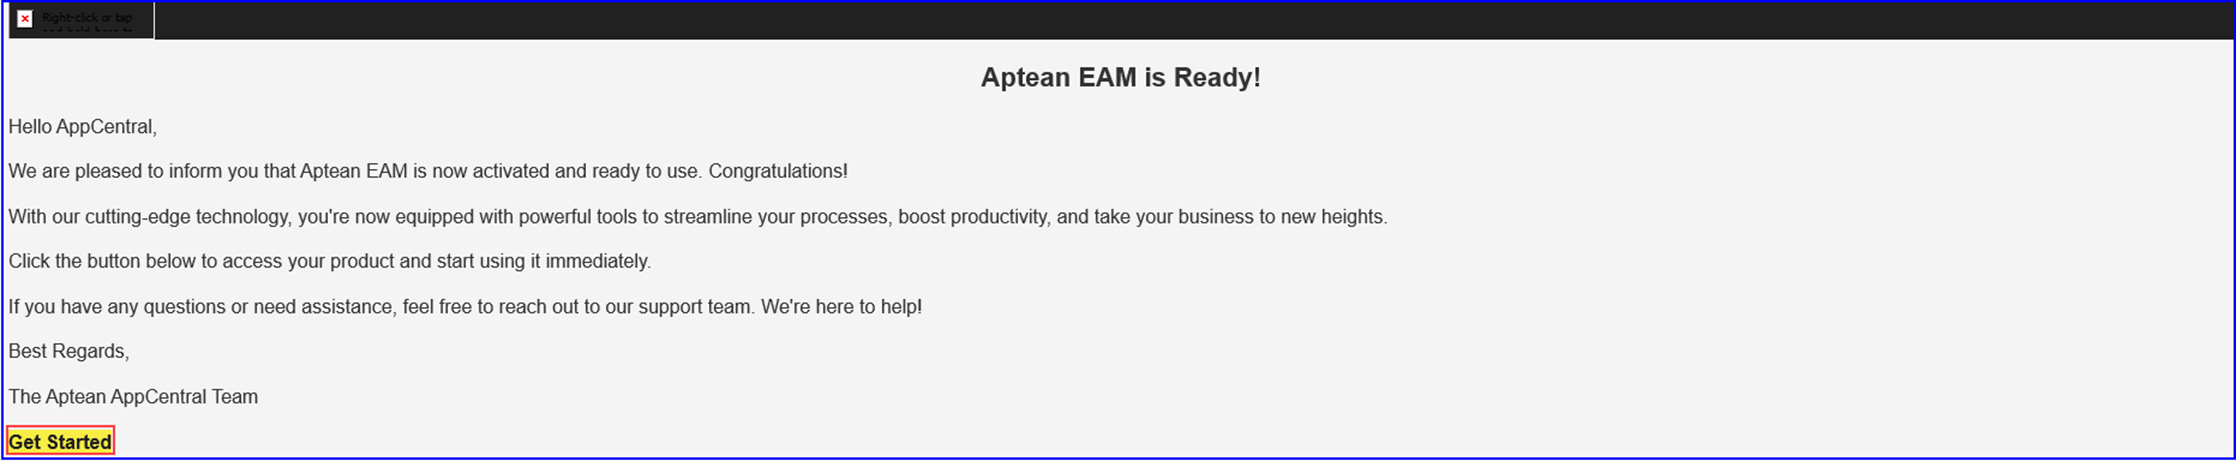 Right-click or tap
Aptean EAM is Ready!
Hello AppCentral,
We are pleased to inform you that Aptean EAM is now activated and ready to use. Congratulations!
With our cutting-edge technology, you're now equipped with powerful tools to streamline your processes, boost productivity, and take your business to new heights.
Click the button below to access your product and start using it immediately.
If you have any questions or need assistance, feel free to reach out to our support team. We're here to help!
Best Regards,
The Aptean AppCentral Team
Get Started